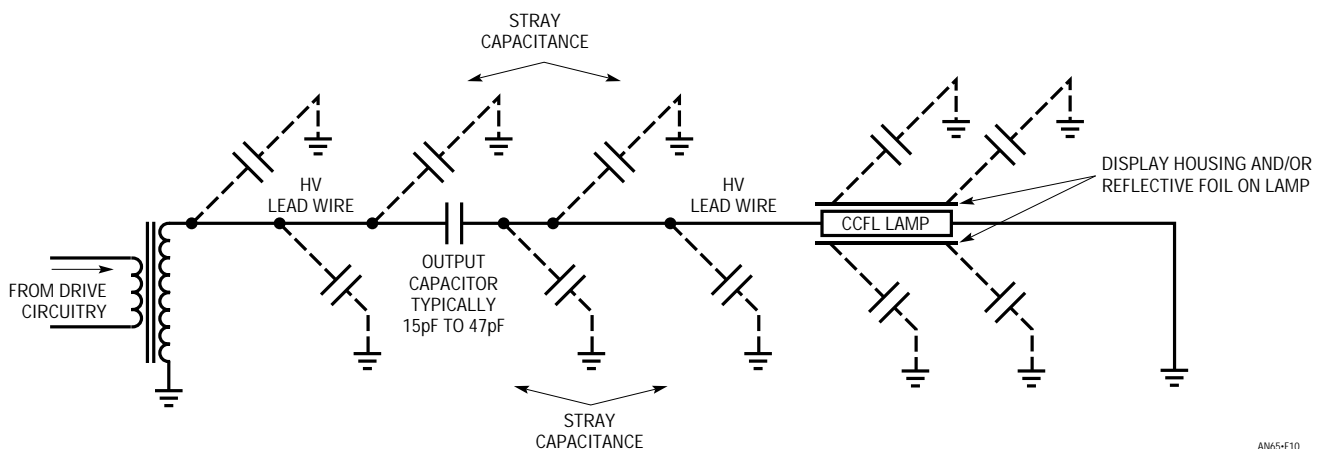 STRAY
CAPACITANCE
HV
LEAD WIRE
HV
LEAD WIRE
DISPLAY HOUSING AND/OR
REFLECTIVE FOIL ON LAMP
CCFL LAMP
FROM DRIVE
CIRCUITRY
OUTPUT
CAPACITOR
TYPICALLY
15pF TO 47pF
STRAY
CAPACITANCE
AN65•F10